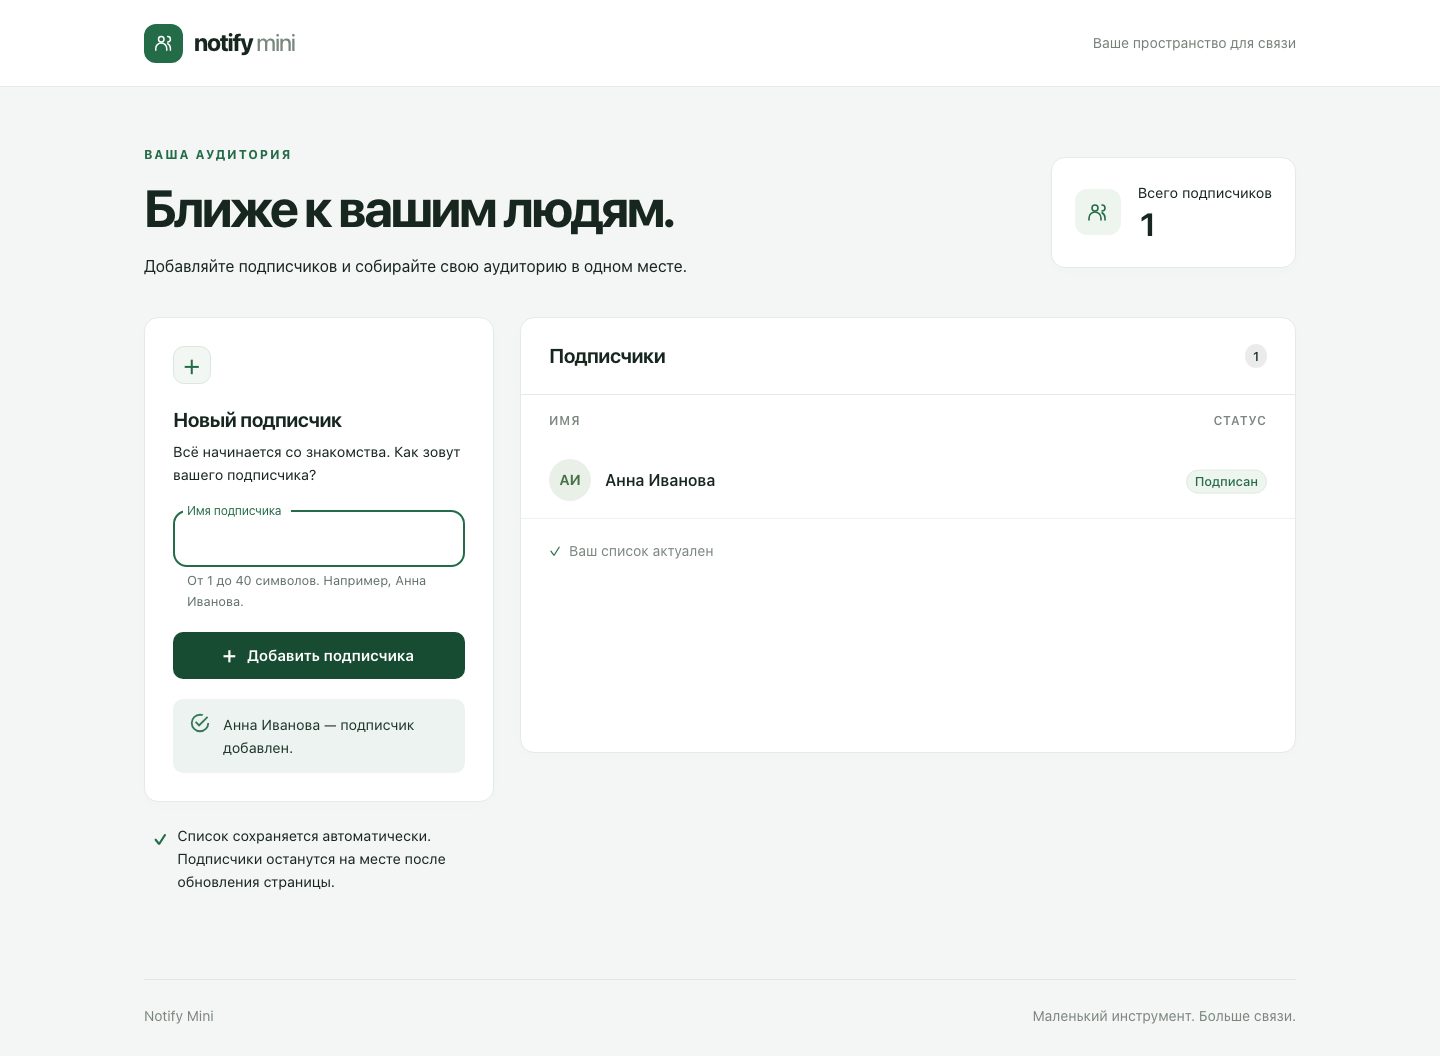 notify mini
Ваше пространство для связи
ВАША АУДИТОРИЯ
Ближе к вашим людям.
Добавляйте подписчиков и собирайте свою аудиторию в одном месте.
Всего подписчиков
1
Новый подписчик
Всё начинается со знакомства. Как зовут
вашего подписчика?
Имя подписчика
От 1 до 40 символов. Например, Анна
Иванова.
Добавить подписчика
Анна Иванова — подписчик
добавлен.
Список сохраняется автоматически.
Подписчики останутся на месте после
обновления страницы.
Подписчики
1
ИМЯ
СТАТУС
АИ
Анна Иванова
Подписан
Ваш список актуален
Notify Mini
Маленький инструмент. Больше связи.